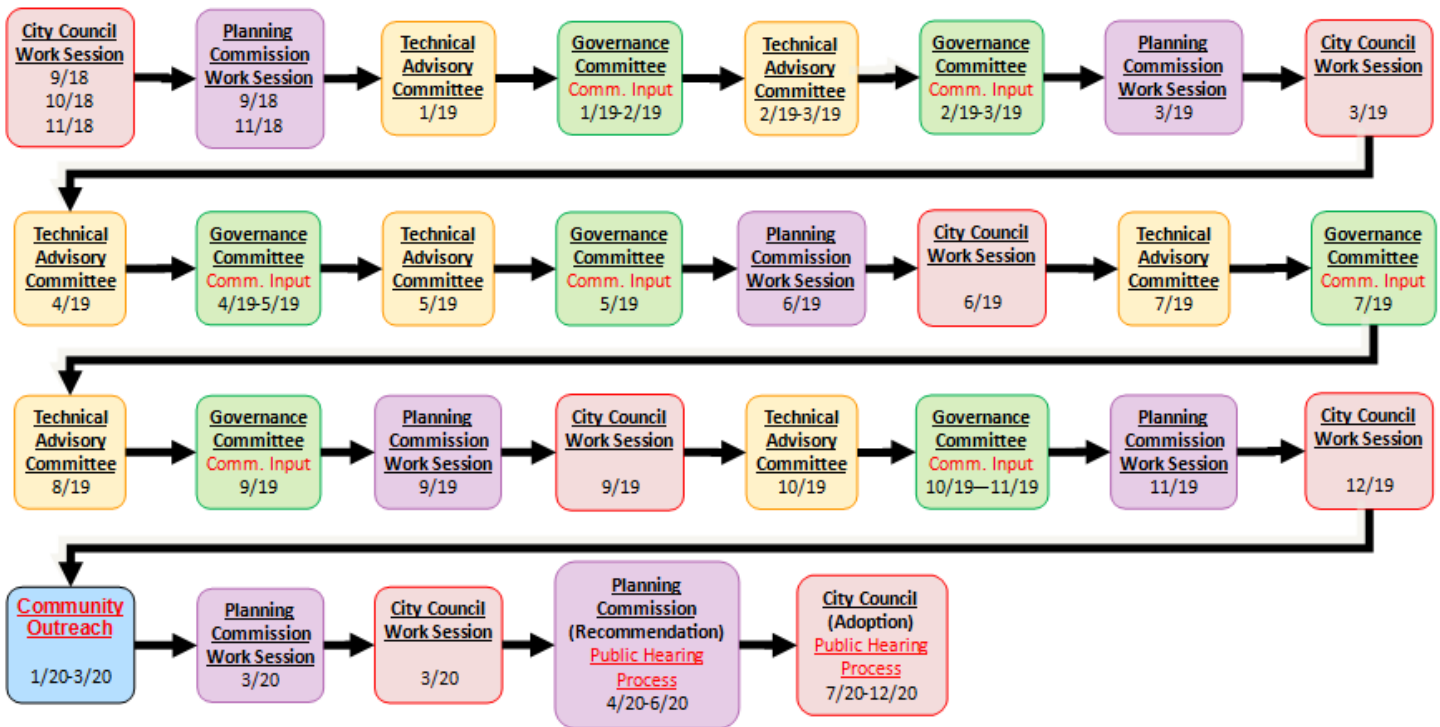 City Council
Work Session
9/18
10/18
11/18
Planning
Commission
Work Session
9/18
11/18
Technical
Advisory
Committee
1/19
Governance
Committee
Comm. Input
1/19-2/19
Technical
Advisory
Committee
2/19-3/19
Governance
Committee
Comm. Input
2/19-3/19
Planning
Commission
Work Session
3/19
City Council
Work Session
3/19
Technical
Advisory
Committee
4/19
Governance
Committee
Comm. Input
4/19-5/19
Technical
Advisory
Committee
5/19
Governance
Committee
Comm. Input
5/19
Planning
Commission
Work Session
6/19
City Council
Work Session
6/19
Technical
Advisory
Committee
7/19
Governance
Committee
Comm. Input
7/19
Technical
Advisory
Committee
8/19
Governance
Committee
Comm. Input
9/19
Planning
Commission
Work Session
9/19
City Council
Work Session
9/19
Technical
Advisory
Committee
10/19
Governance
Committee
Comm. Input
10/19—11/19
Planning
Commission
Work Session
11/19
City Council
Work Session
12/19
Community
Outreach
1/20-3/20
Planning
Commission
Work Session
3/20
City Council
Work Session
3/20
Planning
Commission
(Recommendation)
Public Hearing
Process
4/20-6/20
City Council
(Adoption)
Public Hearing
Process
7/20-12/20